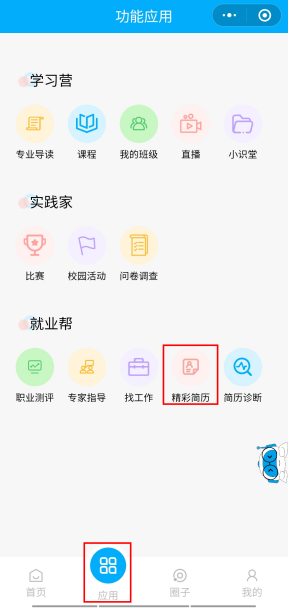 功能应用
学习营
专业导读 课程 我的班级 直播 小识堂
实践家
比赛 校园活动 问卷调查
就业帮
职业测评 专家指导 找工作 精彩简历 简历诊断
首页 应用 圈子 我的